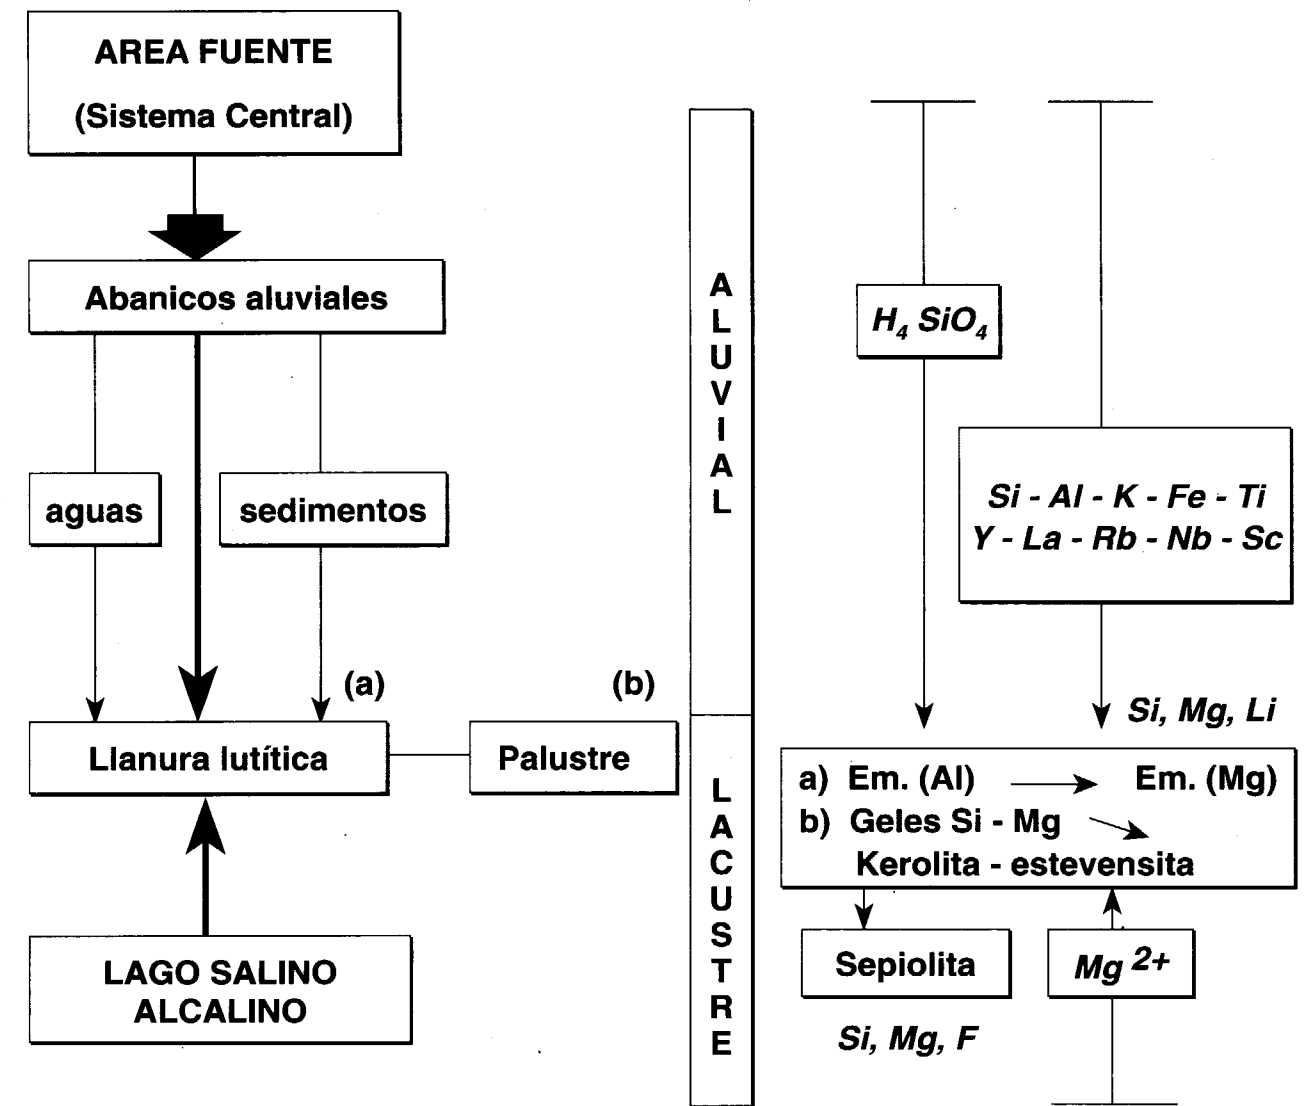 AREA FUENTE
(Sistema Central)
Abanicos aluviales
aguas
sedimentos
(a)
(b)
Llanura lutítica
Palustre
LAGO SALINO
ALCALINO
ALUVIAL
LACUSTRE
H4 SiO4
Si - Al - K - Fe - Ti
Y - La - Rb - Nb - Sc
Si, Mg, Li
a) Em. (Al) Em. (Mg)
b) Geles Si - Mg
Kerolita - estevensita
Sepiolita
Mg 2+
Si, Mg, F